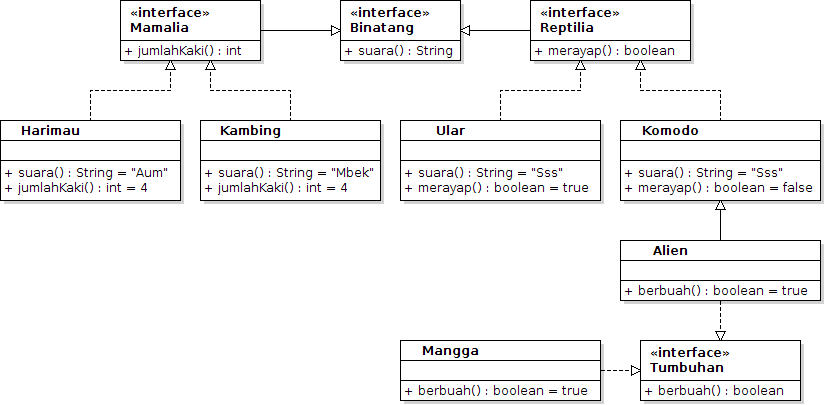 «interface»
Mamalia
+ jumlahKaki() : int
«interface»
Binatang
+ suara() : String
«interface»
Reptilia
+ merayap() : boolean
Harimau
+ suara() : String = "Aum"
+ jumlahKaki() : int = 4
Kambing
+ suara() : String = "Mbek"
+ jumlahKaki() : int = 4
Ular
+ suara() : String = "Sss"
+ merayap() : boolean = true
Komodo
+ suara() : String = "Sss"
+ merayap() : boolean = false
Alien
+ berbuah() : boolean = true
Mangga
+ berbuah() : boolean = true
«interface»
Tumbuhan
+ berbuah() : boolean